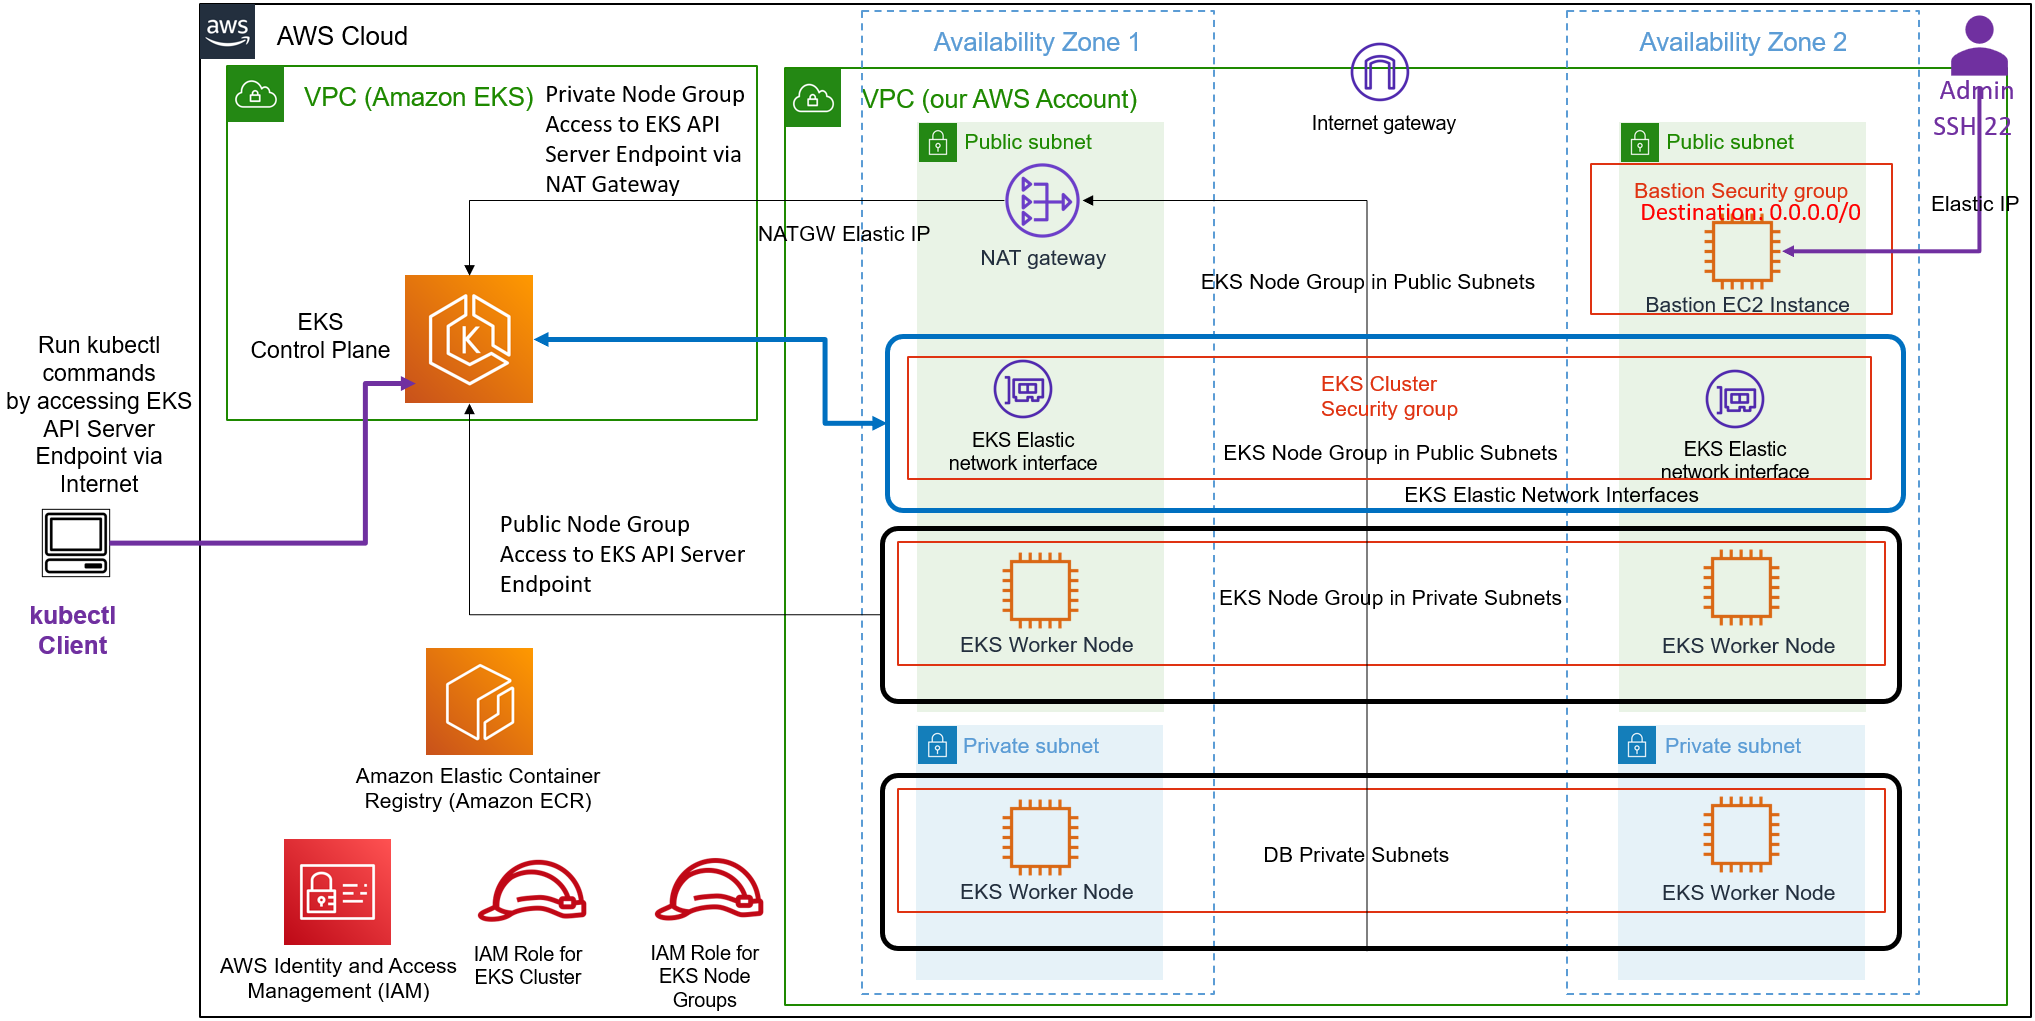 aws
AWS Cloud
Availability Zone 1
Availability Zone 2
VPC (Amazon EKS)
Private Node Group
Access to EKS API
Server Endpoint via
NAT Gateway
VPC (our AWS Account)
Internet gateway
Admin
SSH 22
Public subnet
Public subnet
Bastion Security group
Destination: 0.0.0.0/0
Elastic IP
NATGW Elastic IP
NAT gateway
EKS Node Group in Public Subnets
Bastion EC2 Instance
EKS
Control Plane
K
Run kubectl
commands
by accessing EKS
API Server
Endpoint via
Internet
EKS Cluster
Security group
EKS Elastic
network interface
EKS Node Group in Public Subnets
EKS Elastic
network interface
EKS Elastic Network Interfaces
Public Node Group
Access to EKS API Server
Endpoint
kubectl
Client
EKS Node Group in Private Subnets
EKS Worker Node
EKS Worker Node
Private subnet
Private subnet
Amazon Elastic Container
Registry (Amazon ECR)
DB Private Subnets
EKS Worker Node
EKS Worker Node
AWS Identity and Access
Management (IAM)
IAM Role for
EKS Cluster
IAM Role for
EKS Node
Groups